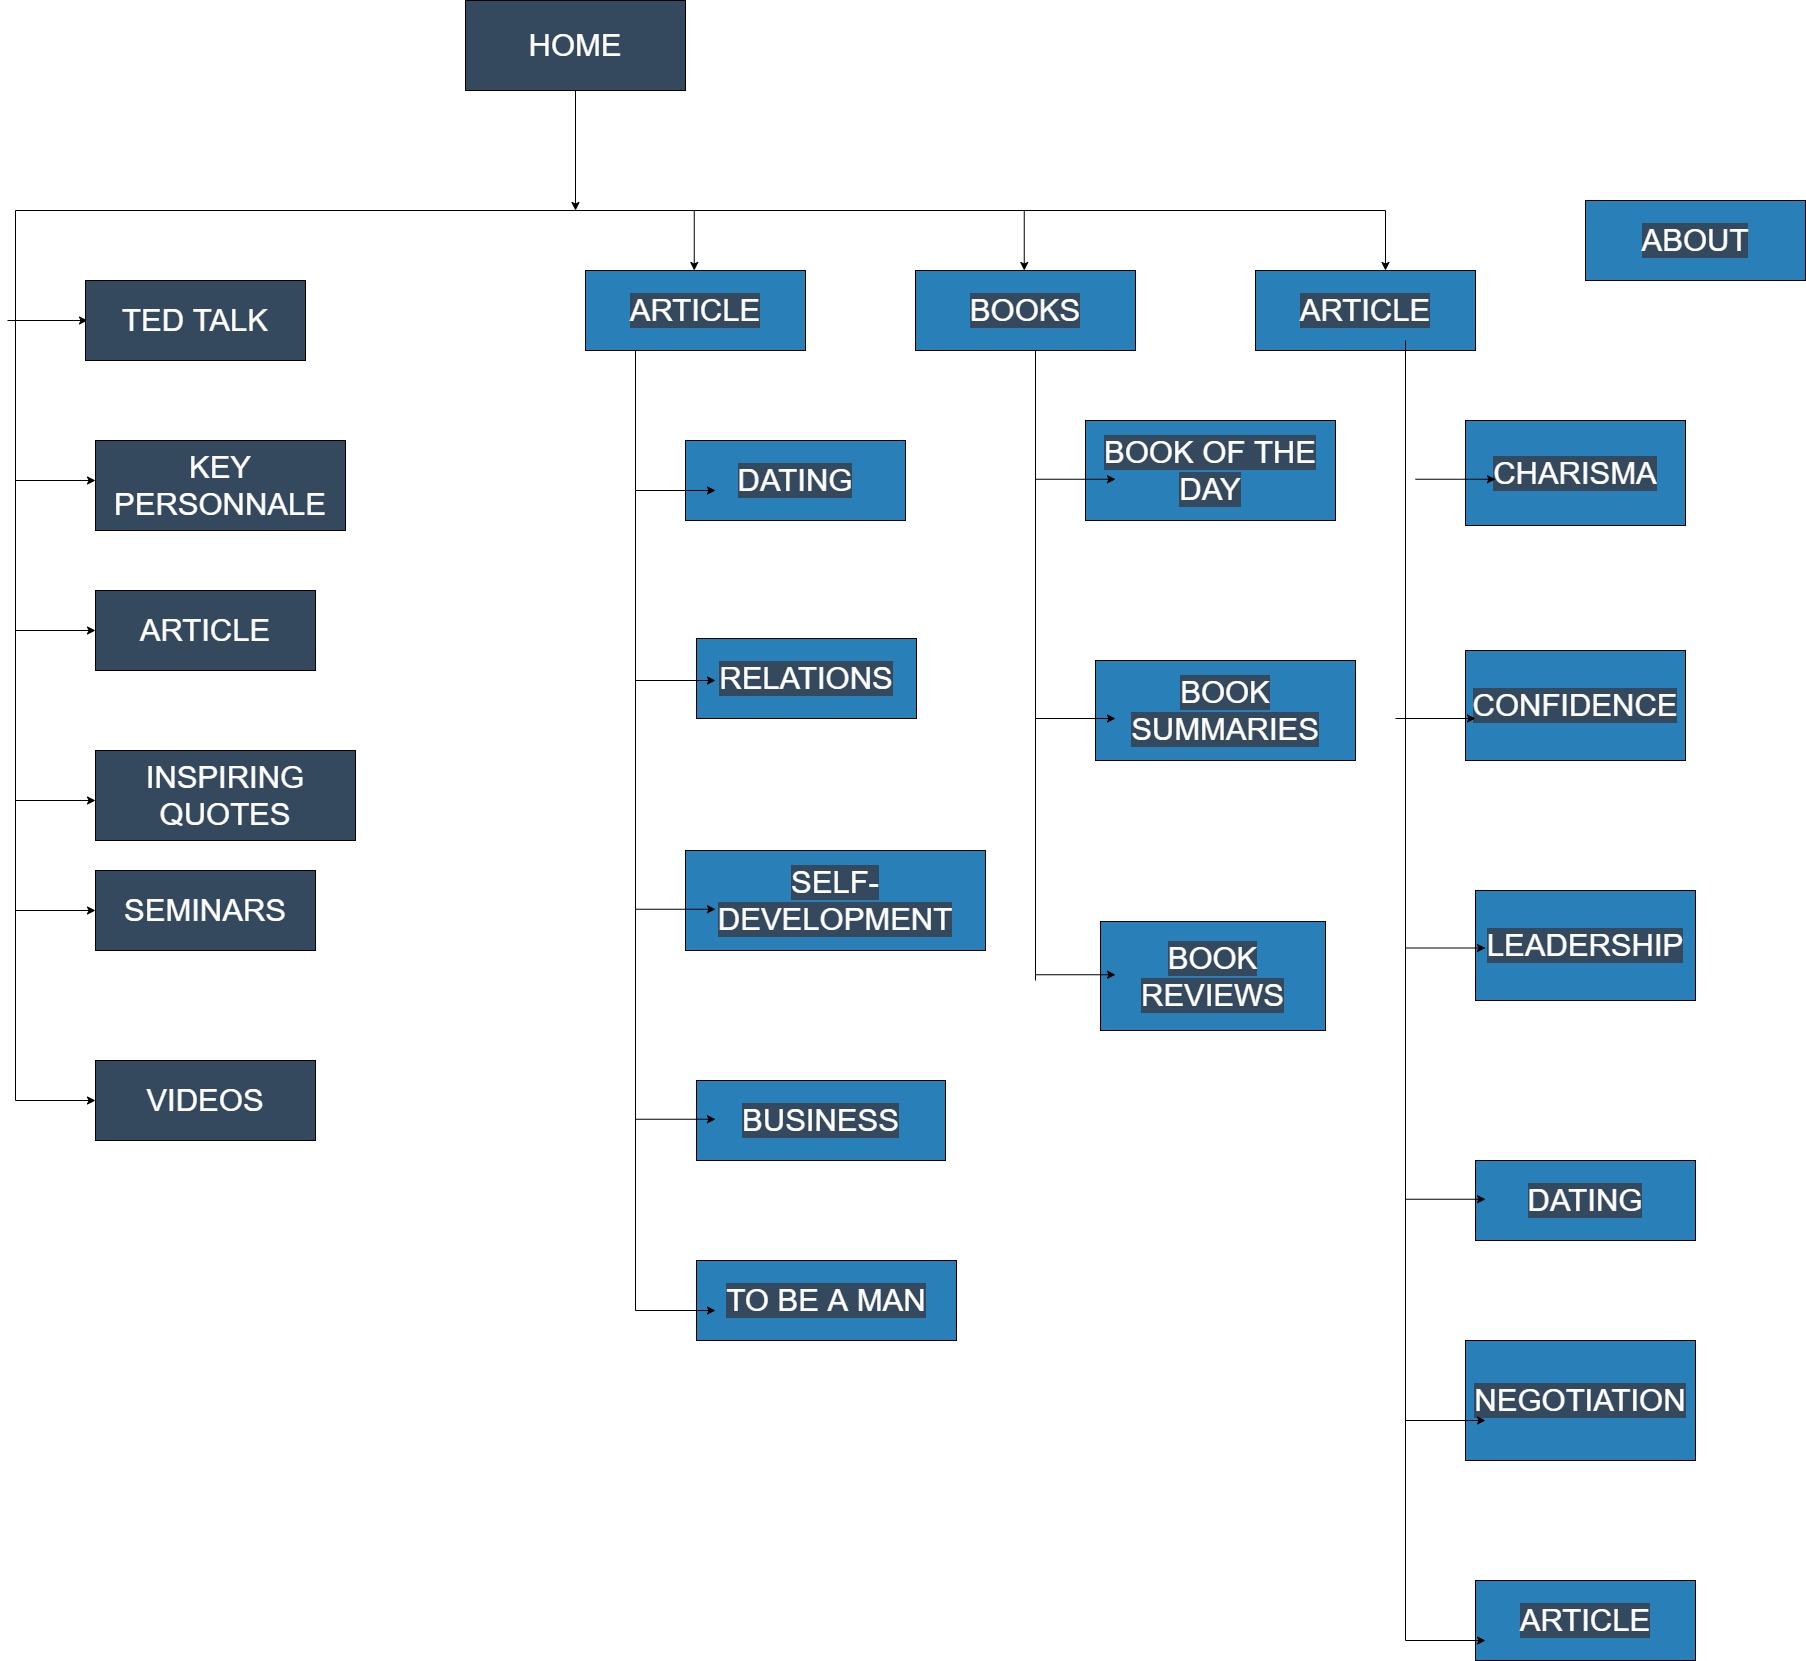 HOME
ABOUT
TED TALK
ARTICLE
BOOKS
ARTICLE
KEY
PERSONNALE
ARTICLE
INSPIRING
QUOTES
SEMINARS
VIDEOS
DATING
RELATIONS
SELF-
DEVELOPMENT
BUSINESS
TO BE A MAN
BOOK OF THE
DAY
BOOK
SUMMARIES
BOOK
REVIEWS
CHARISMA
CONFIDENCE
LEADERSHIP
DATING
NEGOTIATION
ARTICLE